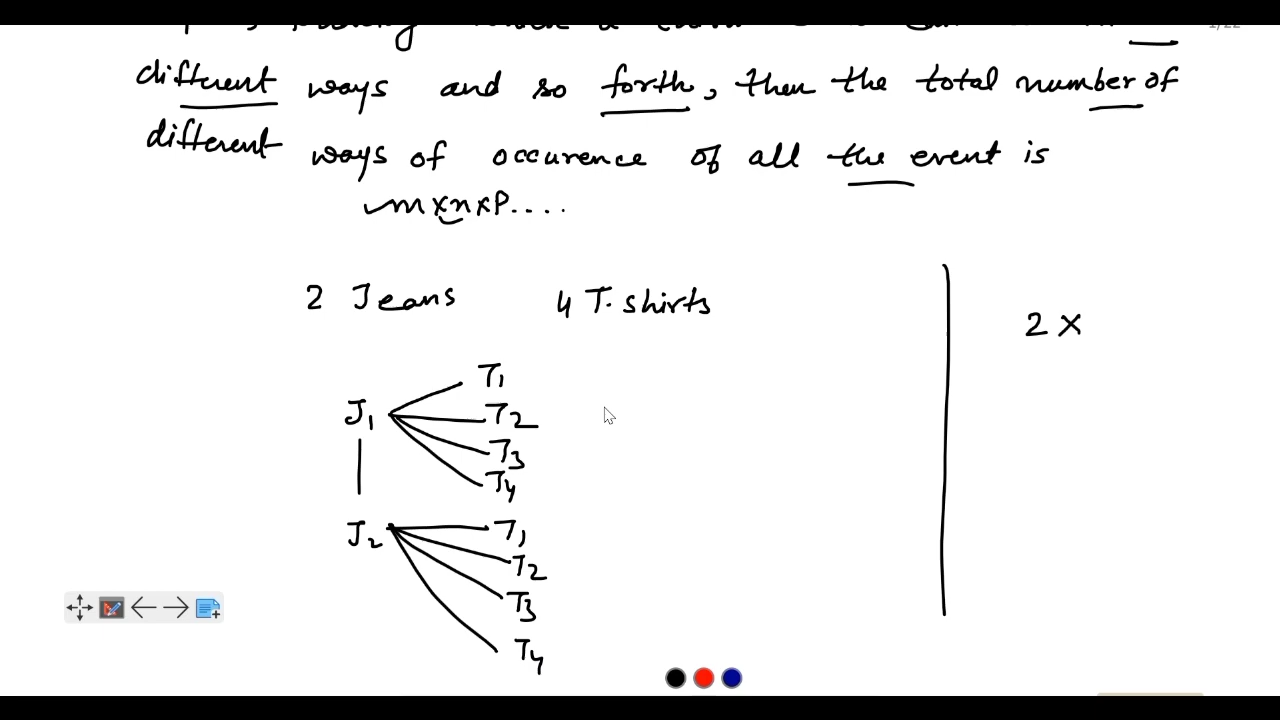 different ways and so forth, then the total number of
different ways of occurence of all the event is
m x n x P....
2 Jeans 4 T. shirts
2 x
J1 T1
T2
T3
T4
J2 T1
T2
T3
T4